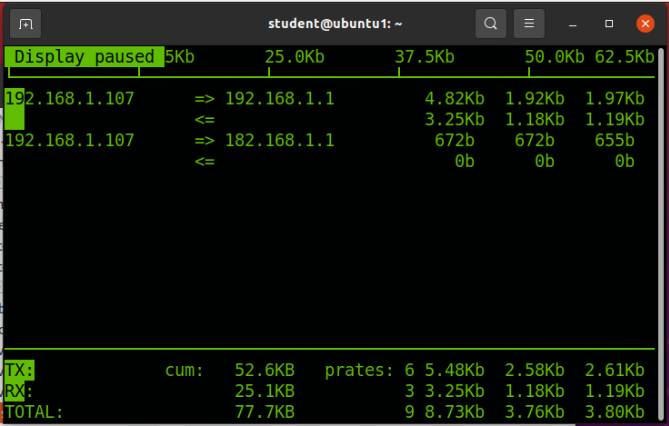 student@ubuntu1: ~
Display paused 5Kb 25.0Kb 37.5Kb 50.0Kb 62.5Kb
192.168.1.107 => 192.168.1.1 4.82Kb 1.92Kb 1.97Kb
<= 3.25Kb 1.18Kb 1.19Kb
192.168.1.107 => 182.168.1.1 672b 672b 655b
<= 0b 0b 0b
TX: cum: 52.6KB prates: 6 5.48Kb 2.58Kb 2.61Kb
RX: 25.1KB 3 3.25Kb 1.18Kb 1.19Kb
TOTAL: 77.7KB 9 8.73Kb 3.76Kb 3.80Kb